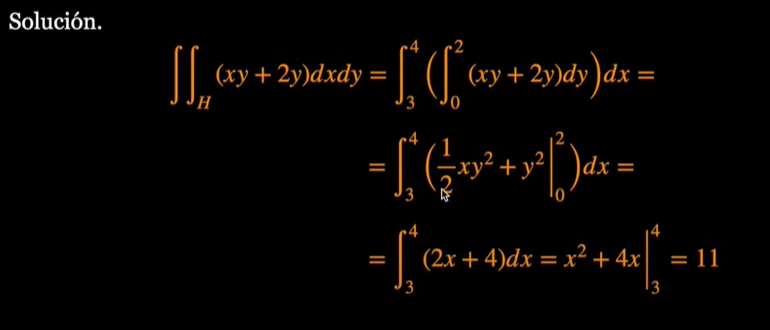 Solución.
∬_H (xy + 2y)dxdy = ∫_3^4 (∫_0^2 (xy + 2y)dy)dx =
= ∫_3^4 (1/2 xy² + y² |_0^2)dx =
= ∫_3^4 (2x + 4)dx = x² + 4x |_3^4 = 11